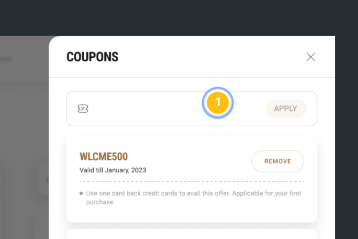 COUPONS
1
APPLY
WLCME500
Valid till January, 2023
REMOVE
Use one card back credit cards to avail this offer. Applicable for your first
purchase